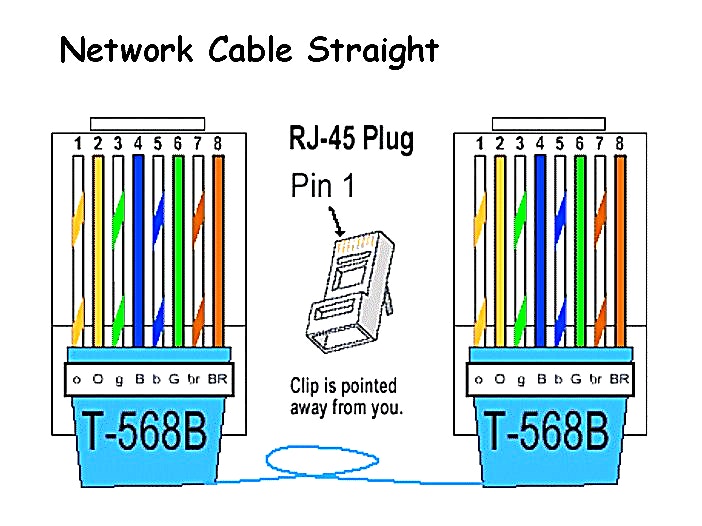 Network Cable Straight
1 2 3 4 5 6 7 8
o O g B b G br BR
T-568B
RJ-45 Plug
Pin 1
Clip is pointed
away from you.
1 2 3 4 5 6 7 8
o O g B b G br BR
T-568B